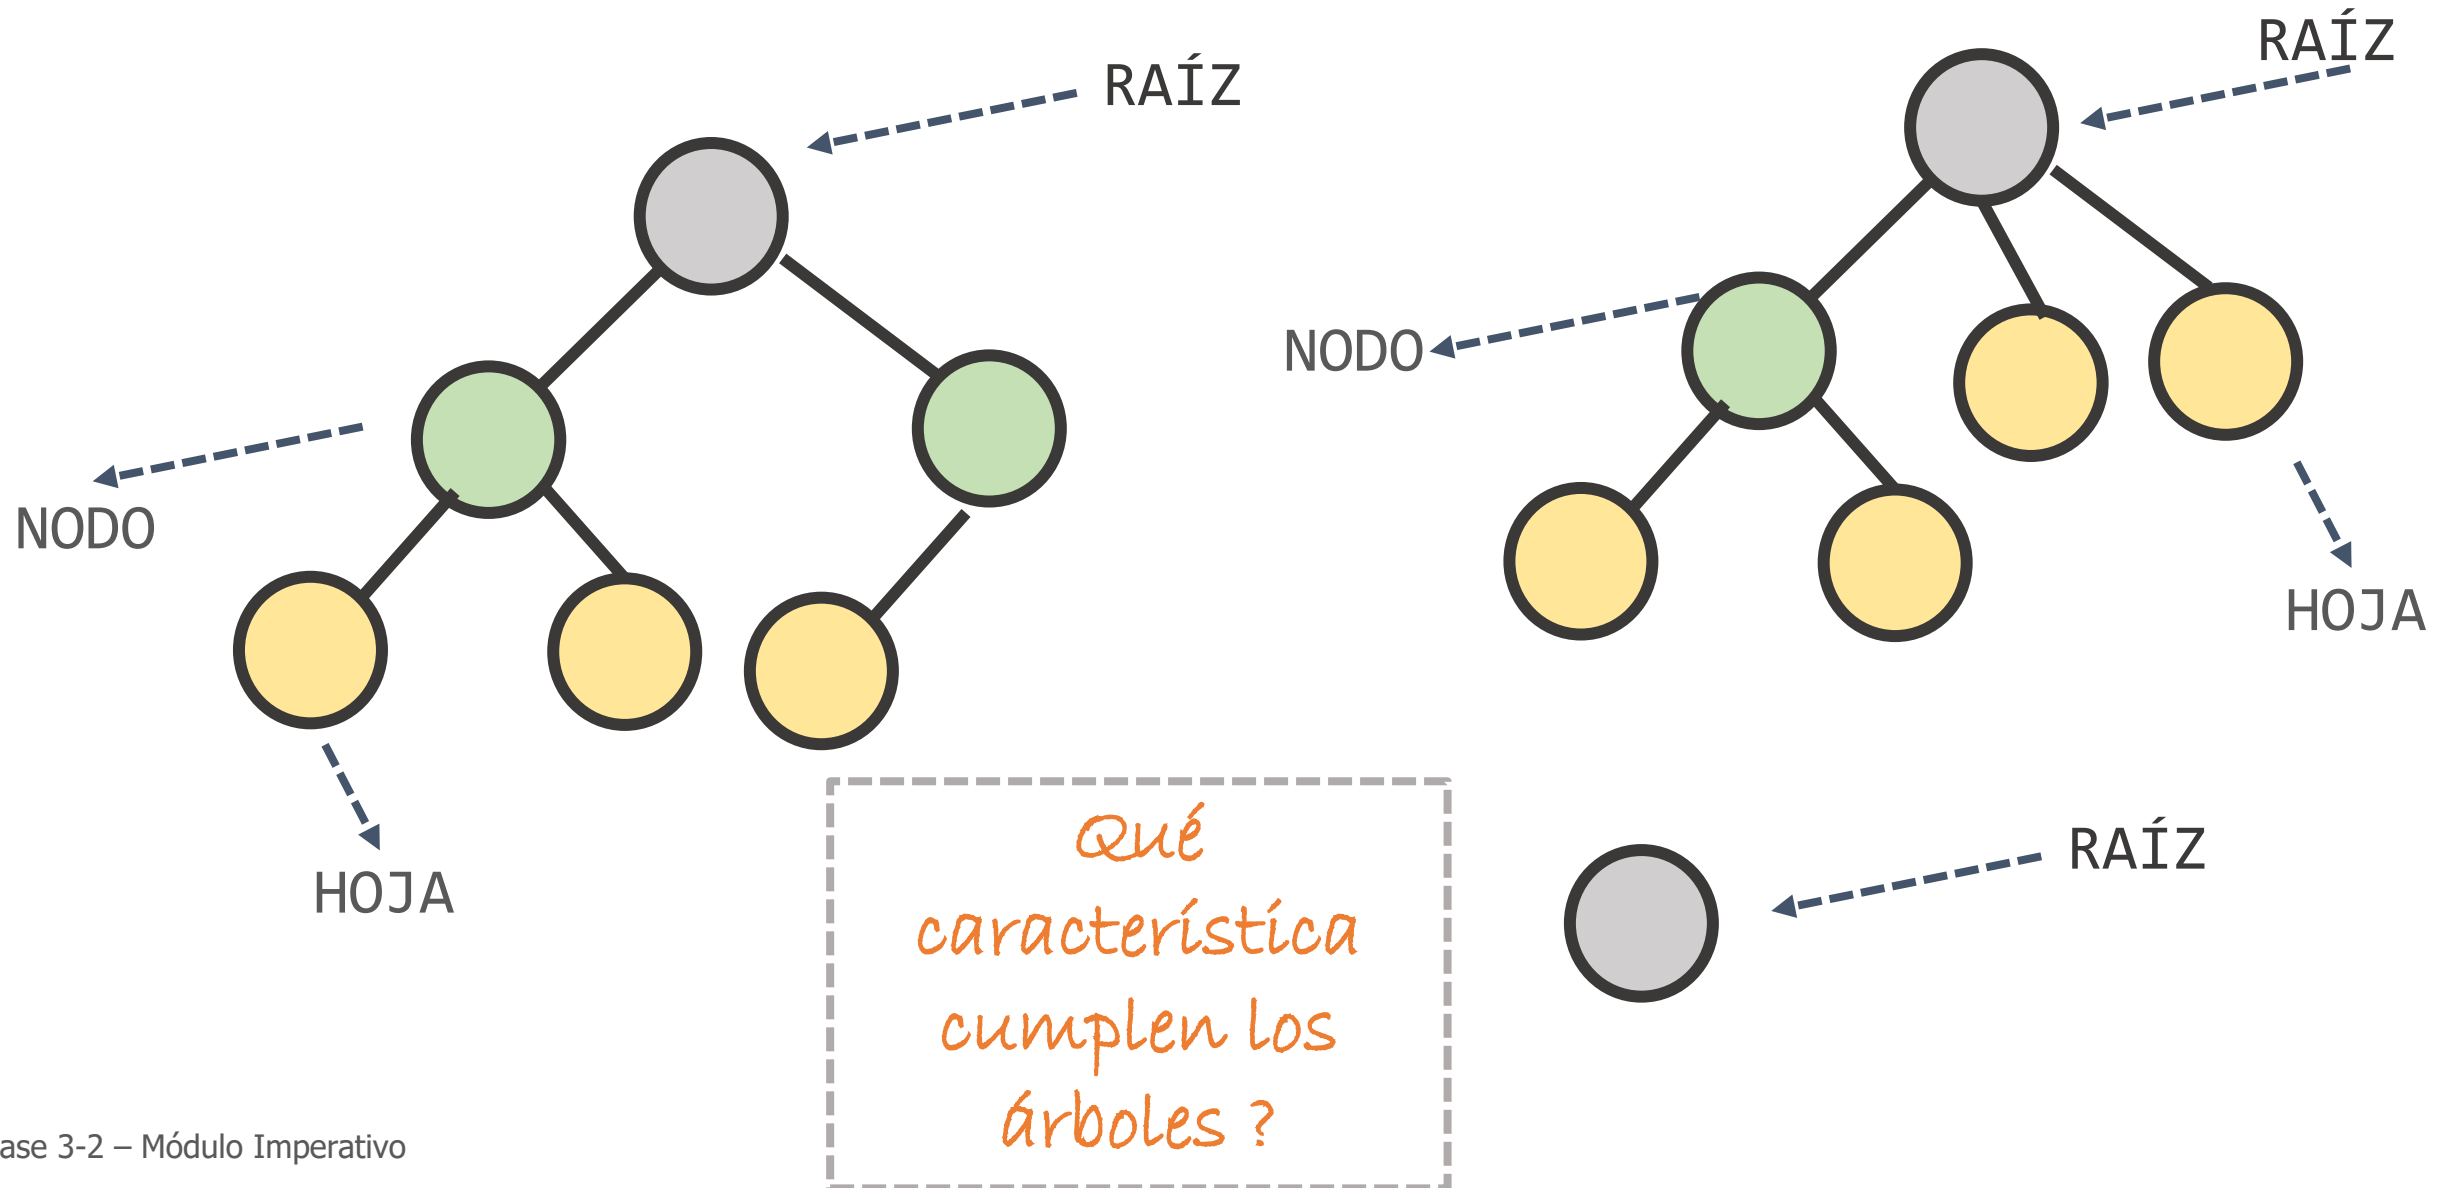 RAÍZ
RAÍZ
NODO
NODO
HOJA
HOJA
Qué
característica
cumplen los
árboles ?
RAÍZ
ase 3-2 – Módulo Imperativo